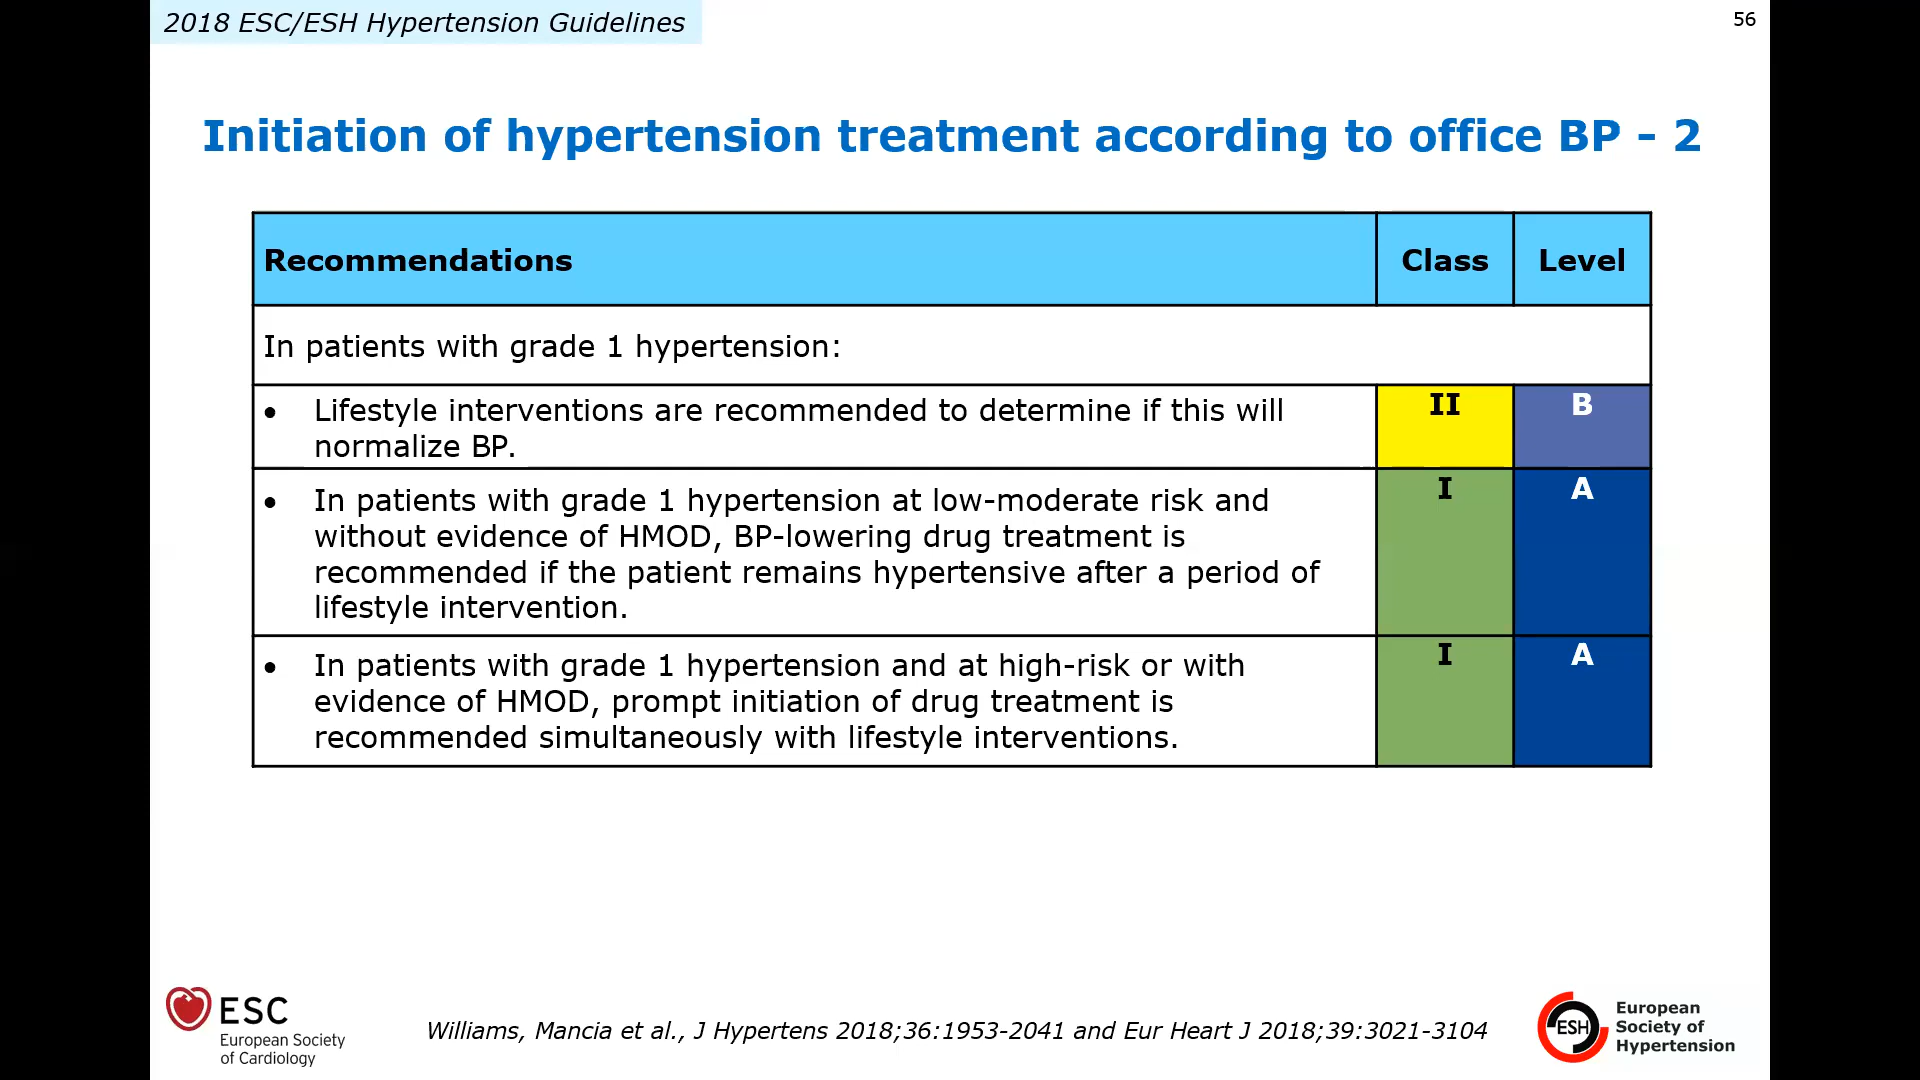 2018 ESC/ESH Hypertension Guidelines
56
Initiation of hypertension treatment according to office BP - 2
Recommendations Class Level
In patients with grade 1 hypertension:
• Lifestyle interventions are recommended to determine if this will II B
normalize BP.
• In patients with grade 1 hypertension at low-moderate risk and I A
without evidence of HMOD, BP-lowering drug treatment is
recommended if the patient remains hypertensive after a period of
lifestyle intervention.
• In patients with grade 1 hypertension and at high-risk or with I A
evidence of HMOD, prompt initiation of drug treatment is
recommended simultaneously with lifestyle interventions.
ESC
European Society
of Cardiology
Williams, Mancia et al., J Hypertens 2018;36:1953-2041 and Eur Heart J 2018;39:3021-3104
ESH
European
Society of
Hypertension